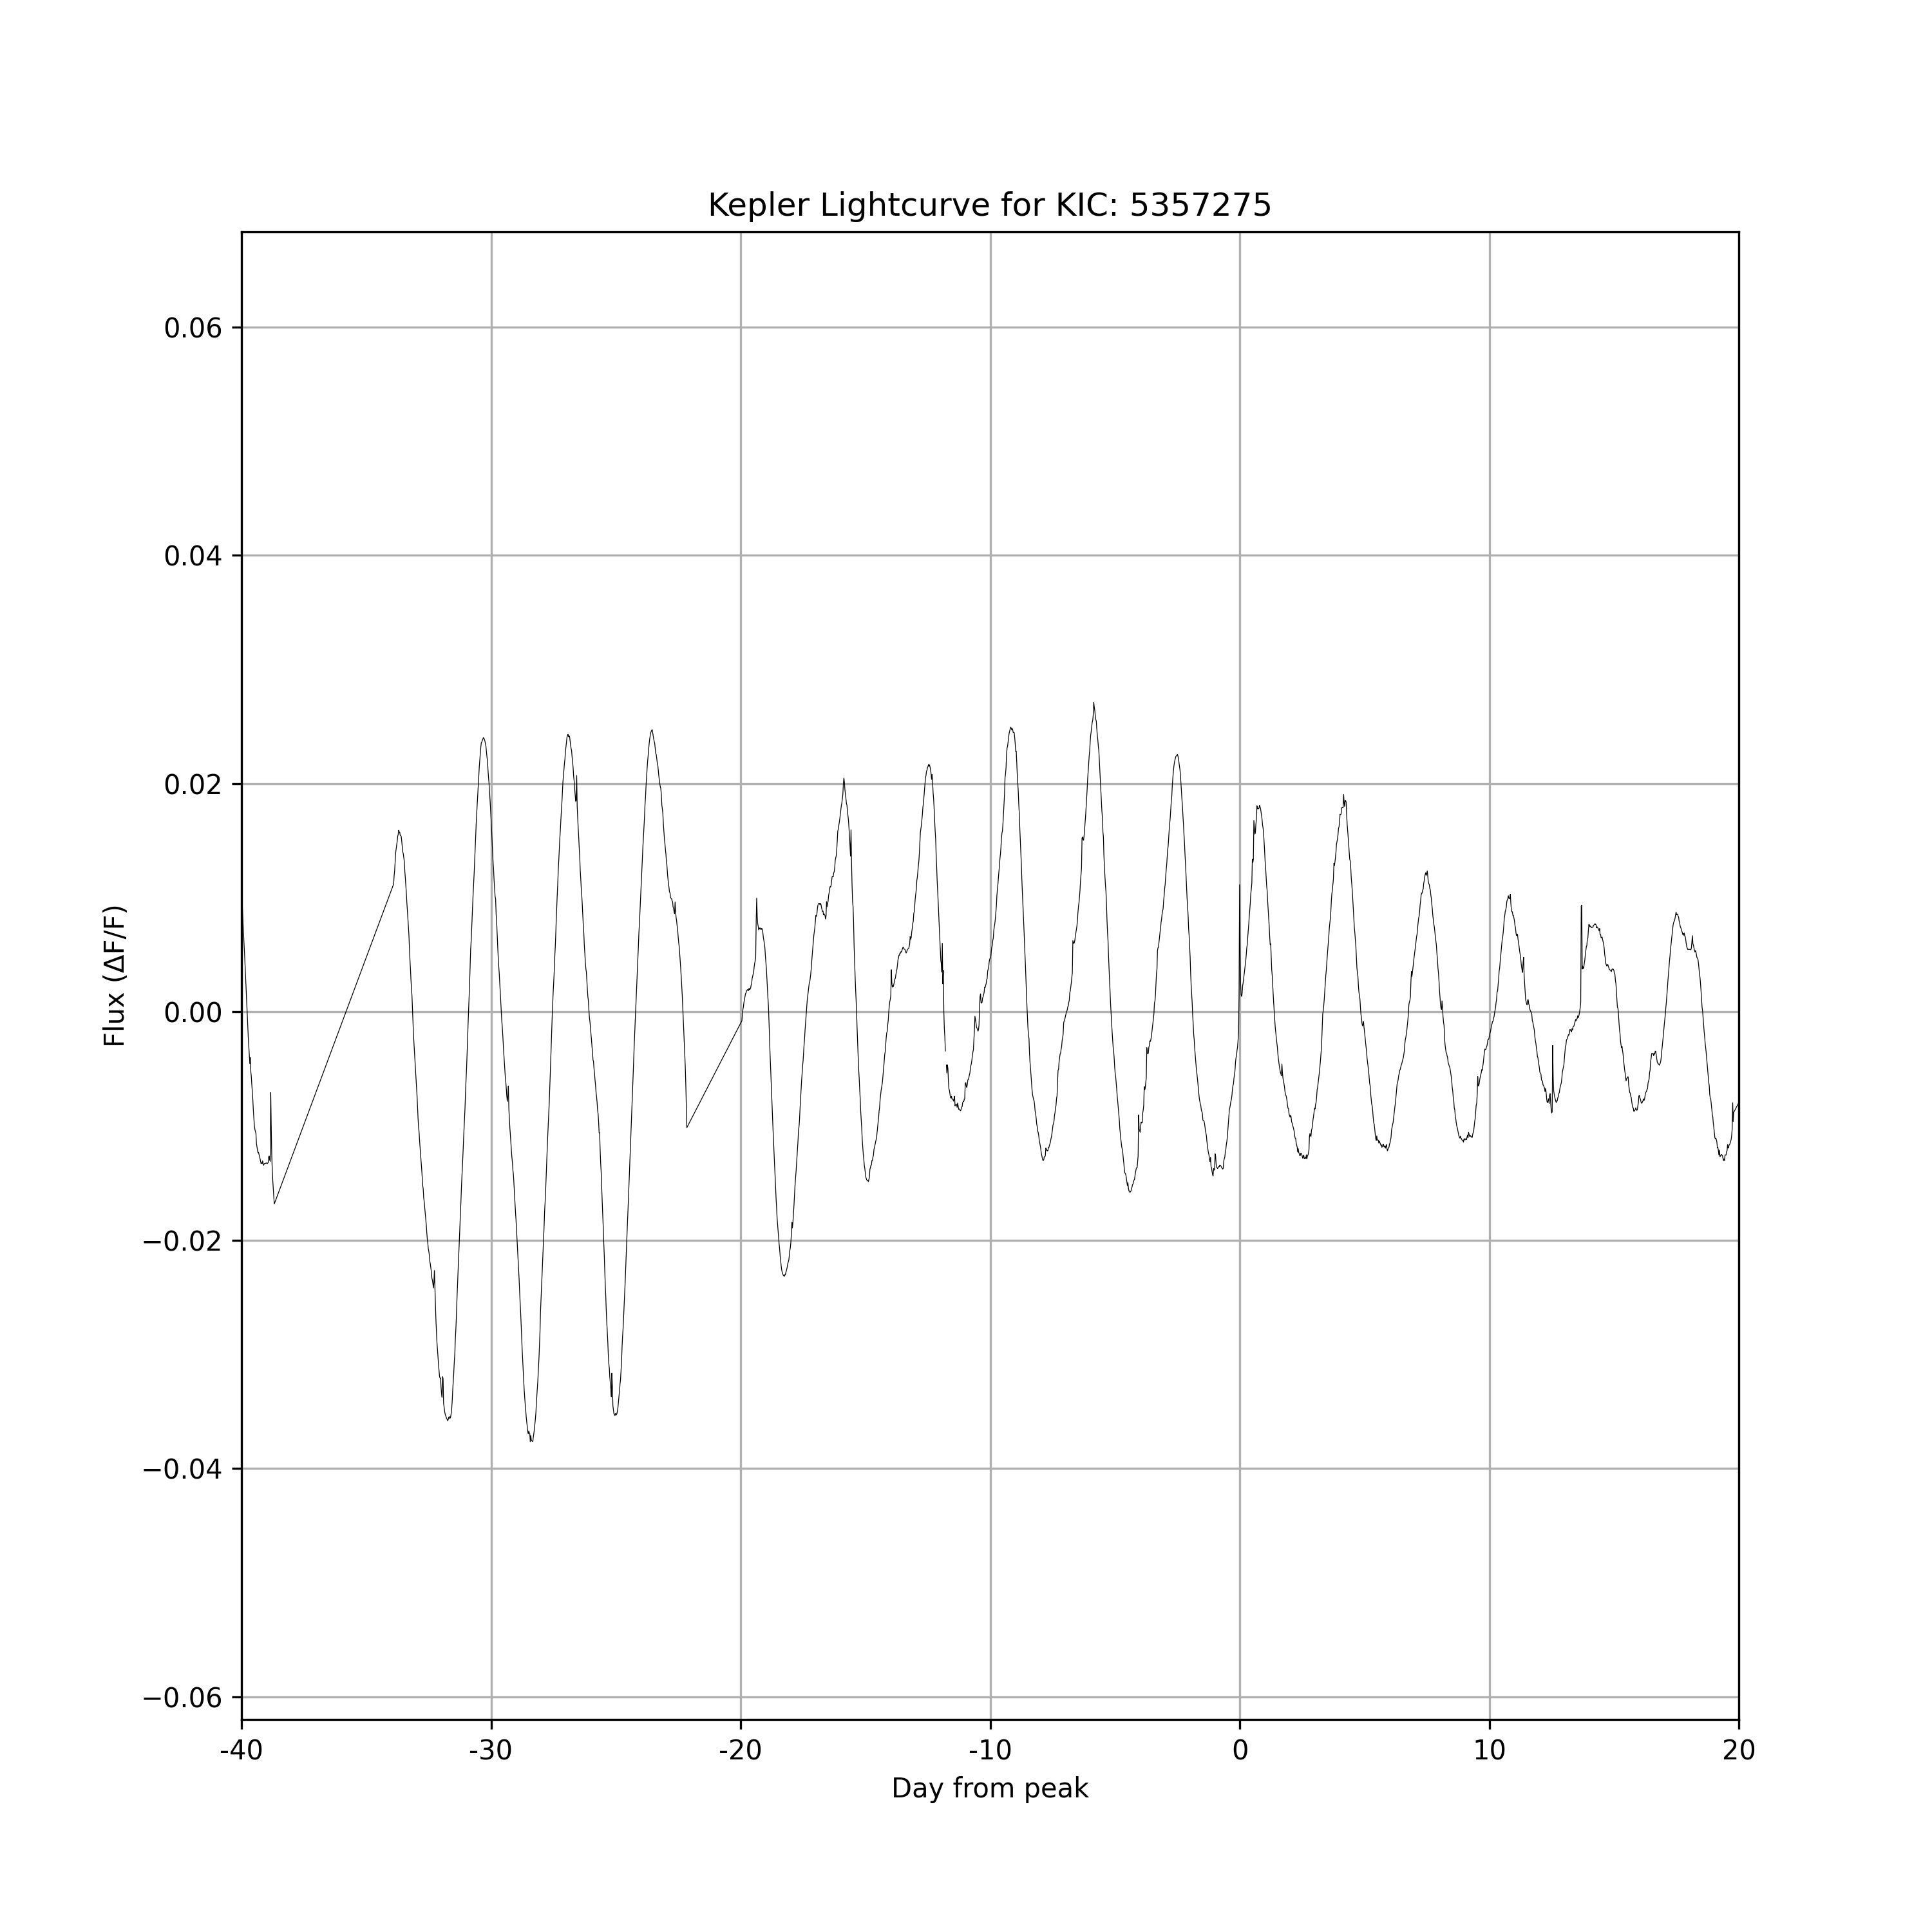 Kepler Lightcurve for KIC: 5357275
0.06
0.04
0.02
0.00
−0.02
−0.04
−0.06
Flux (ΔF/F)
-40 -30 -20 -10 0 10 20
Day from peak